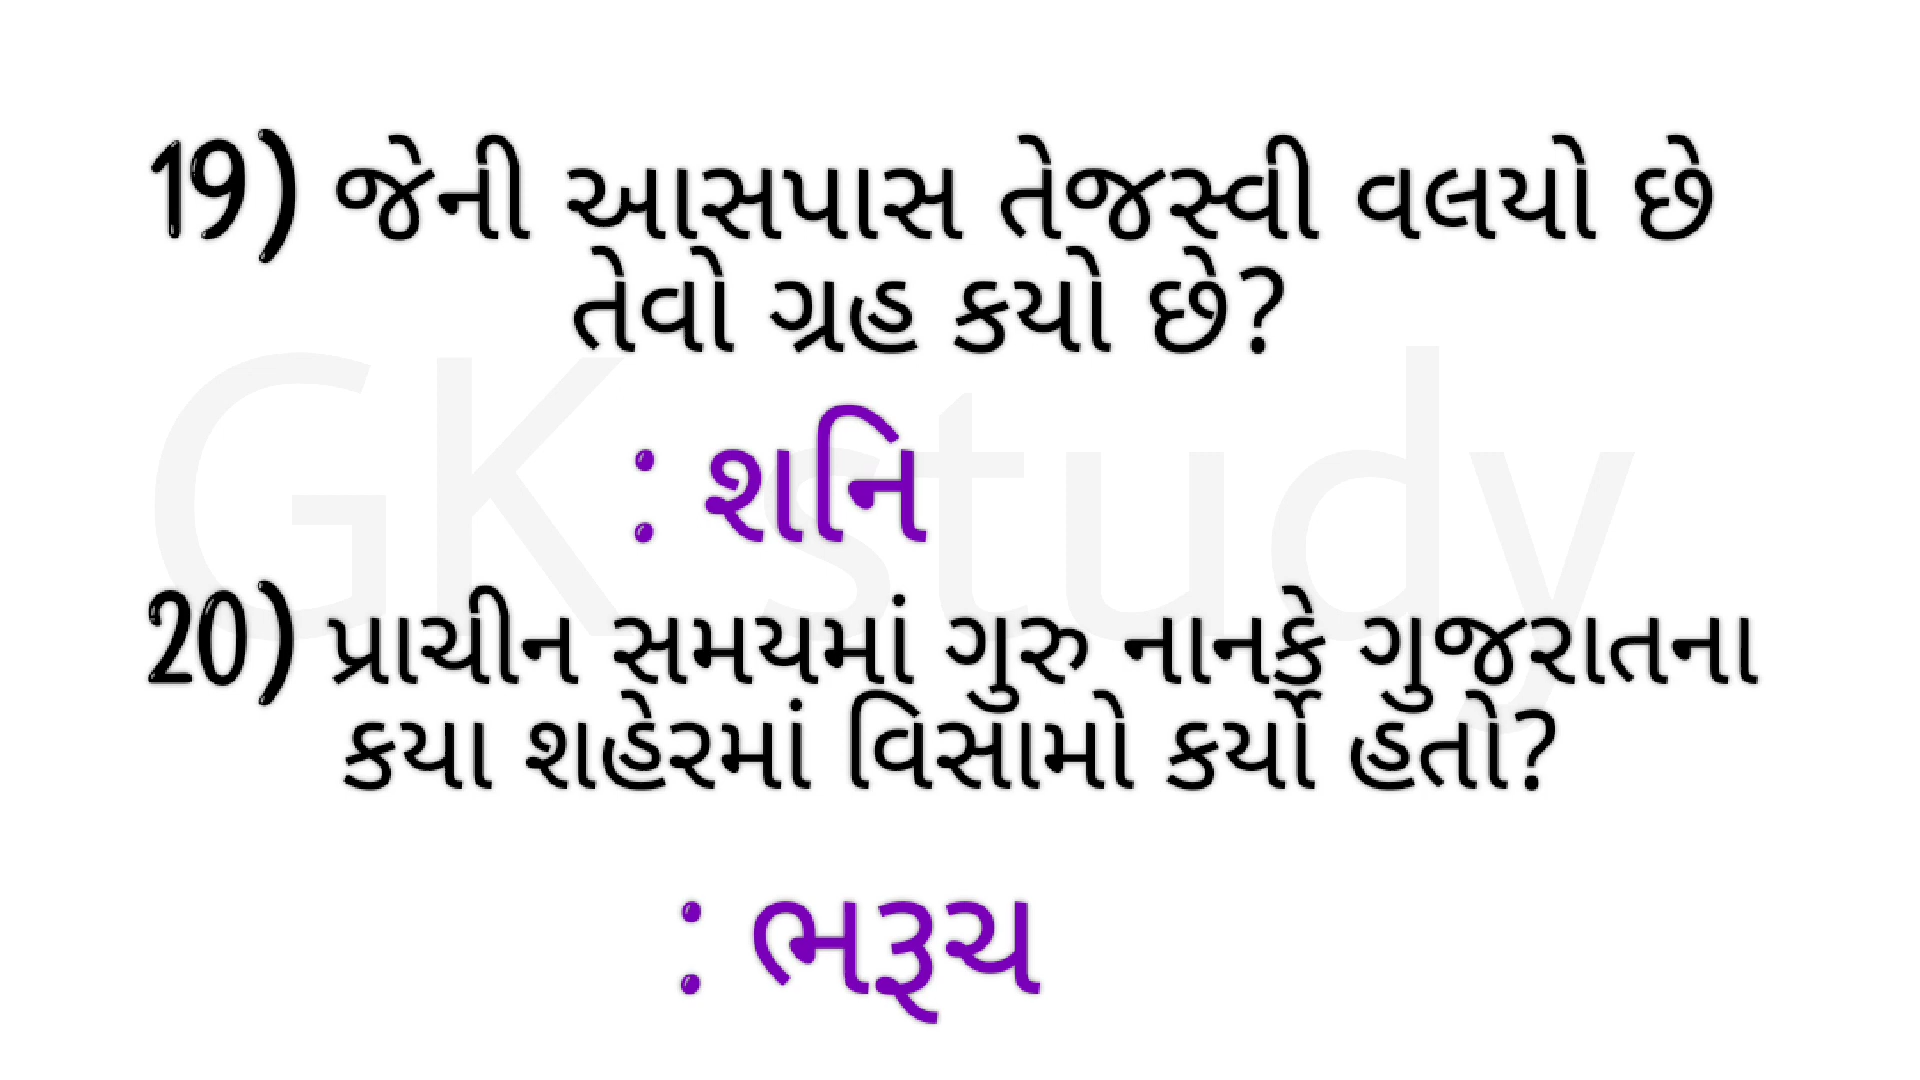 19) જેની આસપાસ તેજસ્વી વલયો છે
તેવો ગ્રહ કયો છે?
: શનિ
GK study
20) પ્રાચીન સમયમાં ગુરુ નાનકે ગુજરાતના
કયા શહેરમાં વિસામો કર્યો હતો?
: ભરૂચ